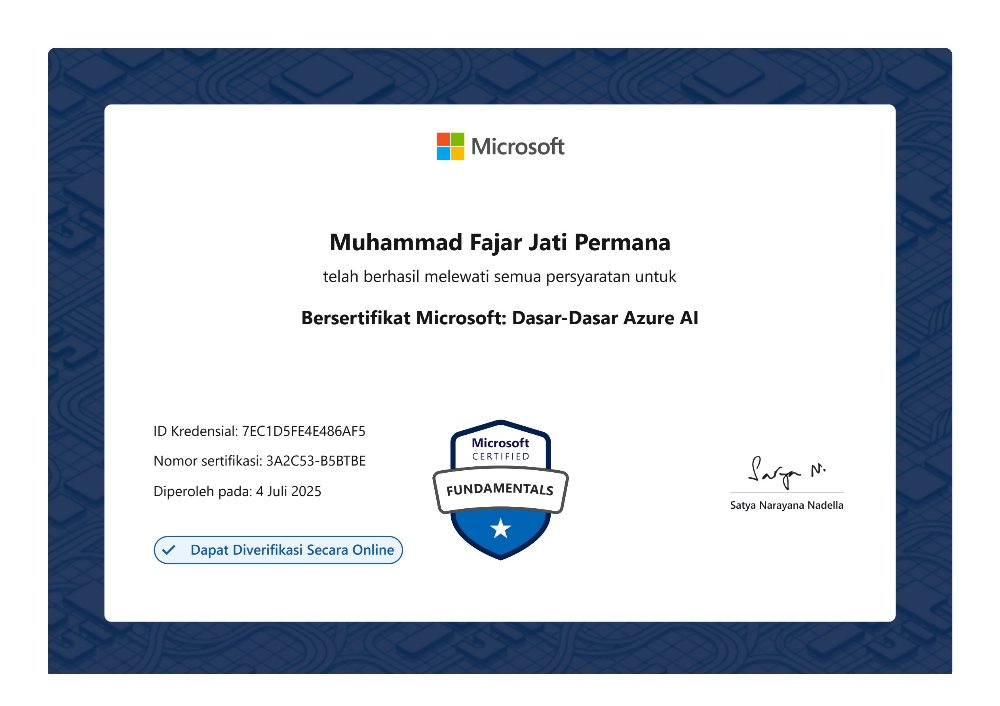 Microsoft
Muhammad Fajar Jati Permana
telah berhasil melewati semua persyaratan untuk
Bersertifikat Microsoft: Dasar-Dasar Azure AI
ID Kredensial: 7EC1D5FE4E486AF5
Nomor sertifikasi: 3A2C53-B5BTBE
Diperoleh pada: 4 Juli 2025
Dapat Diverifikasi Secara Online
Microsoft
CERTIFIED
FUNDAMENTALS
Satya N.
Satya Narayana Nadella